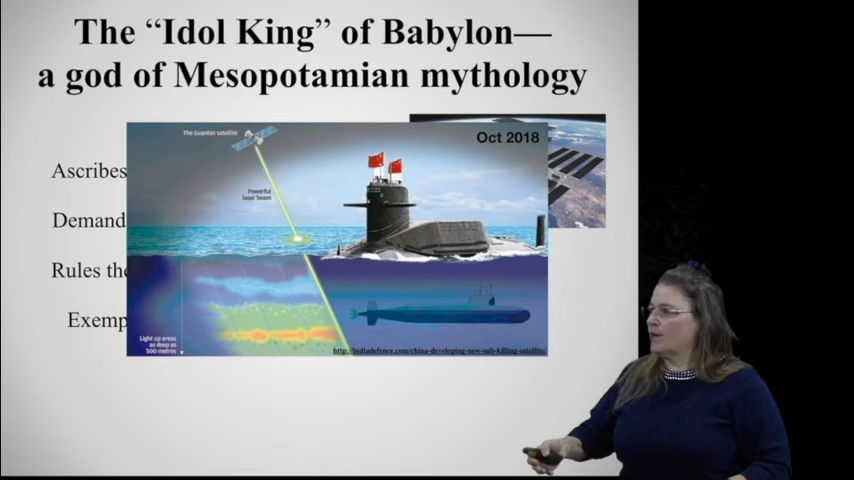 The “Idol King” of Babylon—
a god of Mesopotamian mythology
The Guanlan satellite
Oct 2018
Ascribes
Powerful
laser beam
Demand
Rules the
Exemp
Light up areas
as deep as
500 metres
http://indiadefence.com/china-developing-new-sub-killing-satellite/